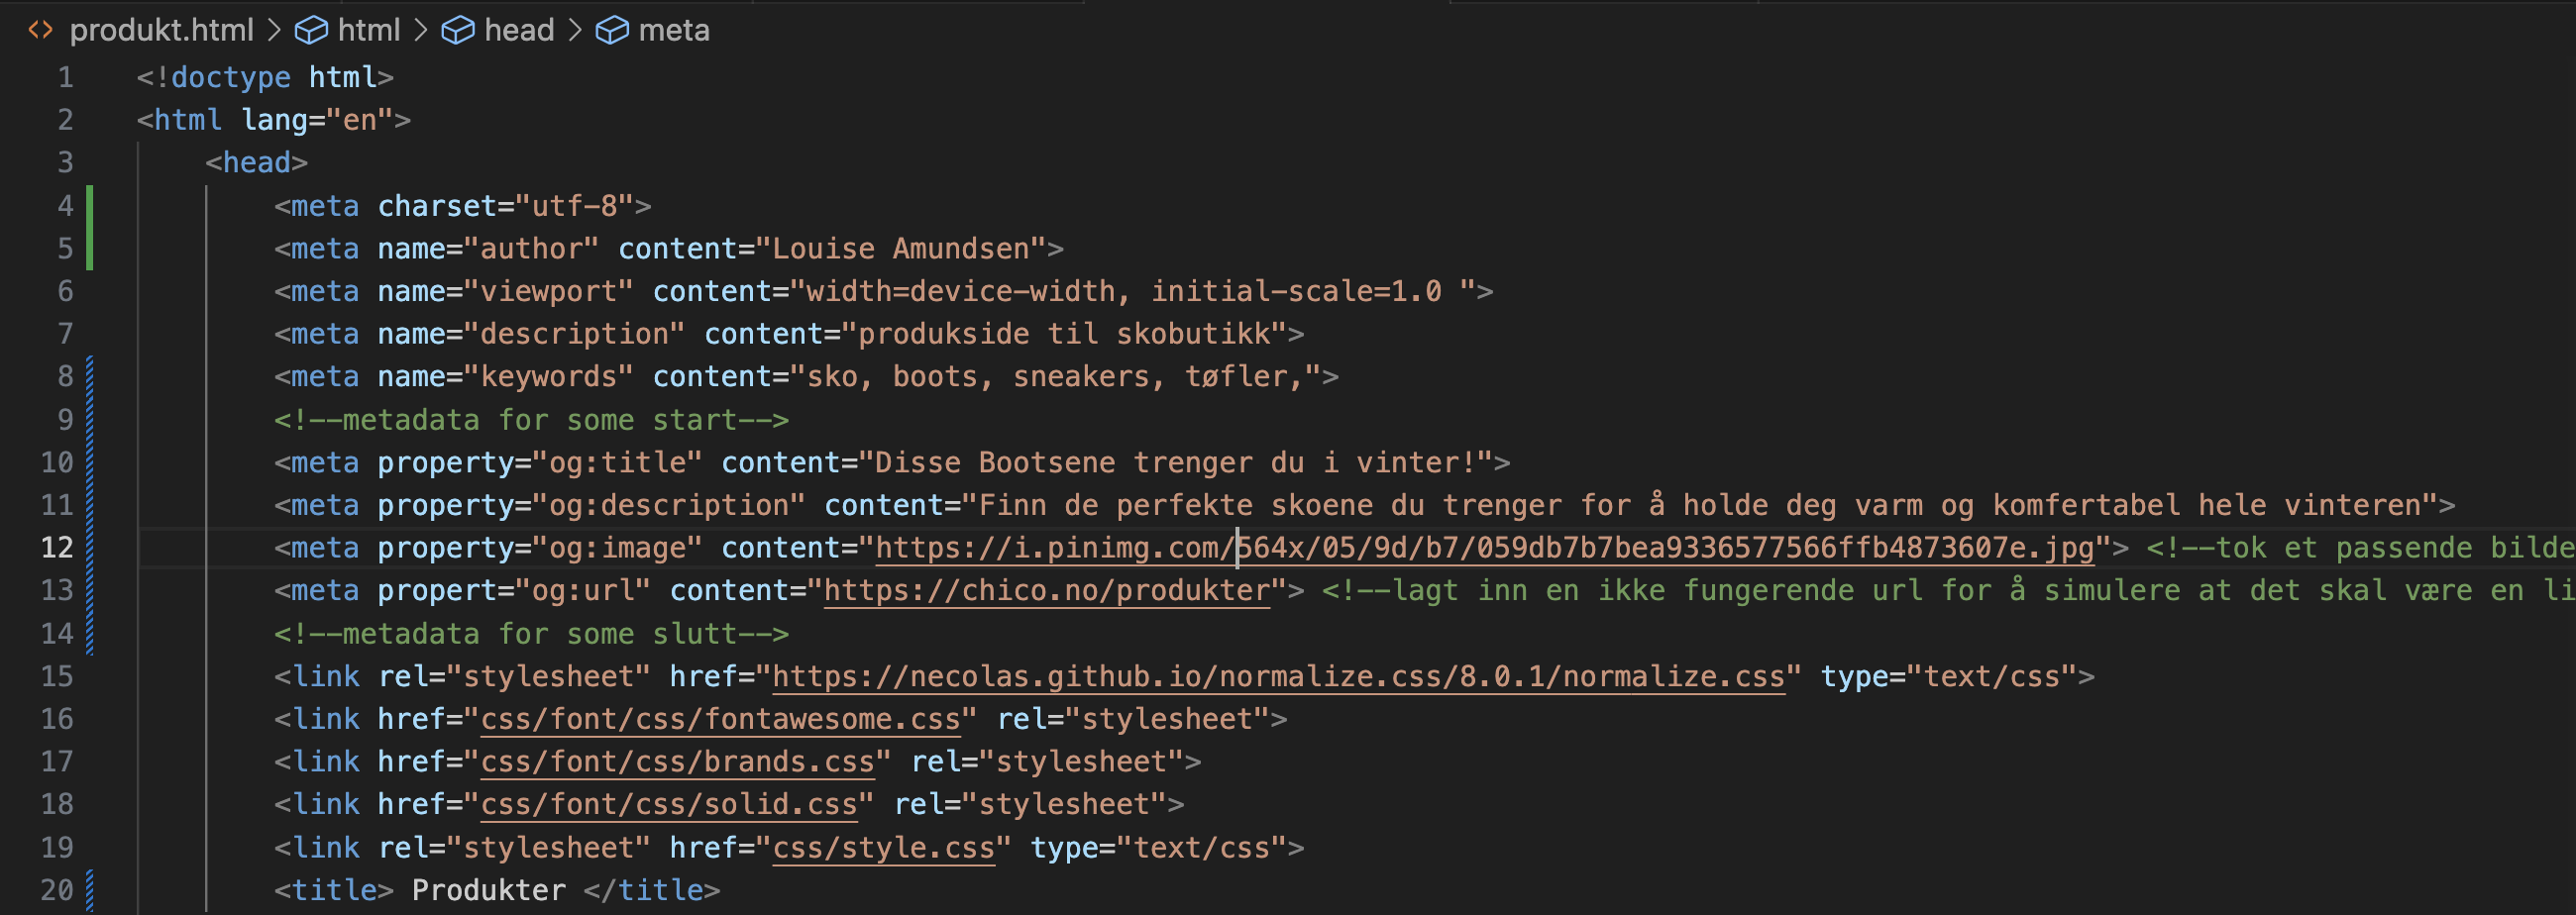 produkt.html > html > head > meta
1 <!doctype html>
2 <html lang="en">
3 <head>
4 <meta charset="utf-8">
5 <meta name="author" content="Louise Amundsen">
6 <meta name="viewport" content="width=device-width, initial-scale=1.0 ">
7 <meta name="description" content="produkside til skobutikk">
8 <meta name="keywords" content="sko, boots, sneakers, tøfler,">
9 <!--metadata for some start-->
10 <meta property="og:title" content="Disse Bootsene trenger du i vinter!">
11 <meta property="og:description" content="Finn de perfekte skoene du trenger for å holde deg varm og komfertabel hele vinteren">
12 <meta property="og:image" content="https://i.pinimg.com/564x/05/9d/b7/059db7b7bea9336577566ffb4873607e.jpg"> <!--tok et passende bilde
13 <meta propert="og:url" content="https://chico.no/produkter"> <!--lagt inn en ikke fungerende url for å simulere at det skal være en li
14 <!--metadata for some slutt-->
15 <link rel="stylesheet" href="https://necolas.github.io/normalize.css/8.0.1/normalize.css" type="text/css">
16 <link href="css/font/css/fontawesome.css" rel="stylesheet">
17 <link href="css/font/css/brands.css" rel="stylesheet">
18 <link href="css/font/css/solid.css" rel="stylesheet">
19 <link rel="stylesheet" href="css/style.css" type="text/css">
20 <title> Produkter </title>